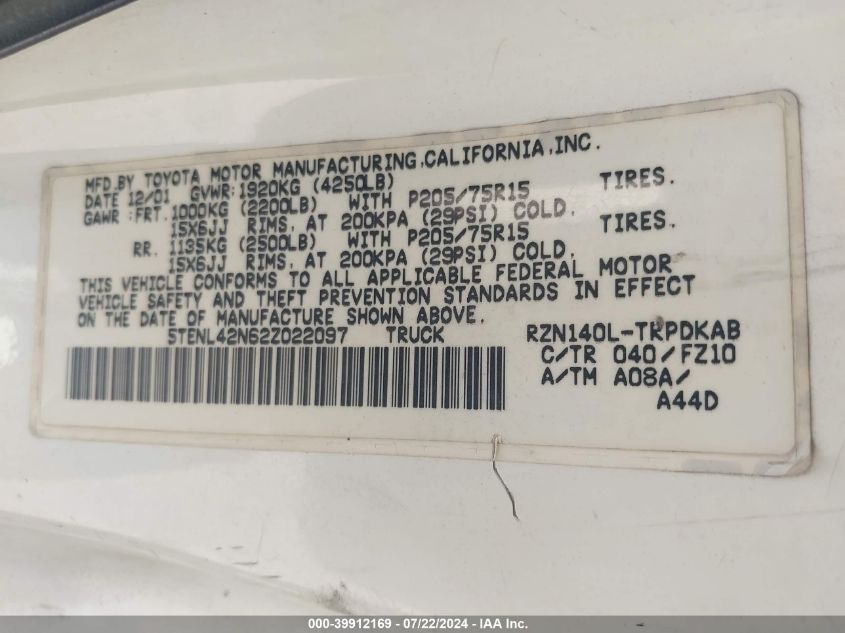 MFD.BY TOYOTA MOTOR MANUFACTURING,CALIFORNIA,INC.
DATE 12/01 GVWR:1920KG (4250LB)
GAWR :FRT.1000KG (2200LB) WITH P205/75R15 TIRES.
15X6JJ RIMS, AT 200KPA (29PSI) COLD.
RR. 1135KG (2500LB) WITH P205/75R15 TIRES.
15X6JJ RIMS, AT 200KPA (29PSI) COLD.
THIS VEHICLE CONFORMS TO ALL APPLICABLE FEDERAL MOTOR
VEHICLE SAFETY AND THEFT PREVENTION STANDARDS IN EFFECT
ON THE DATE OF MANUFACTURE SHOWN ABOVE.
5TENL42N62Z022097 TRUCK RZN140L-TRPDKAB
C/TR 040/FZ10
A/TM A08A/
A44D
000-39912169 - 07/22/2024 - IAA Inc.